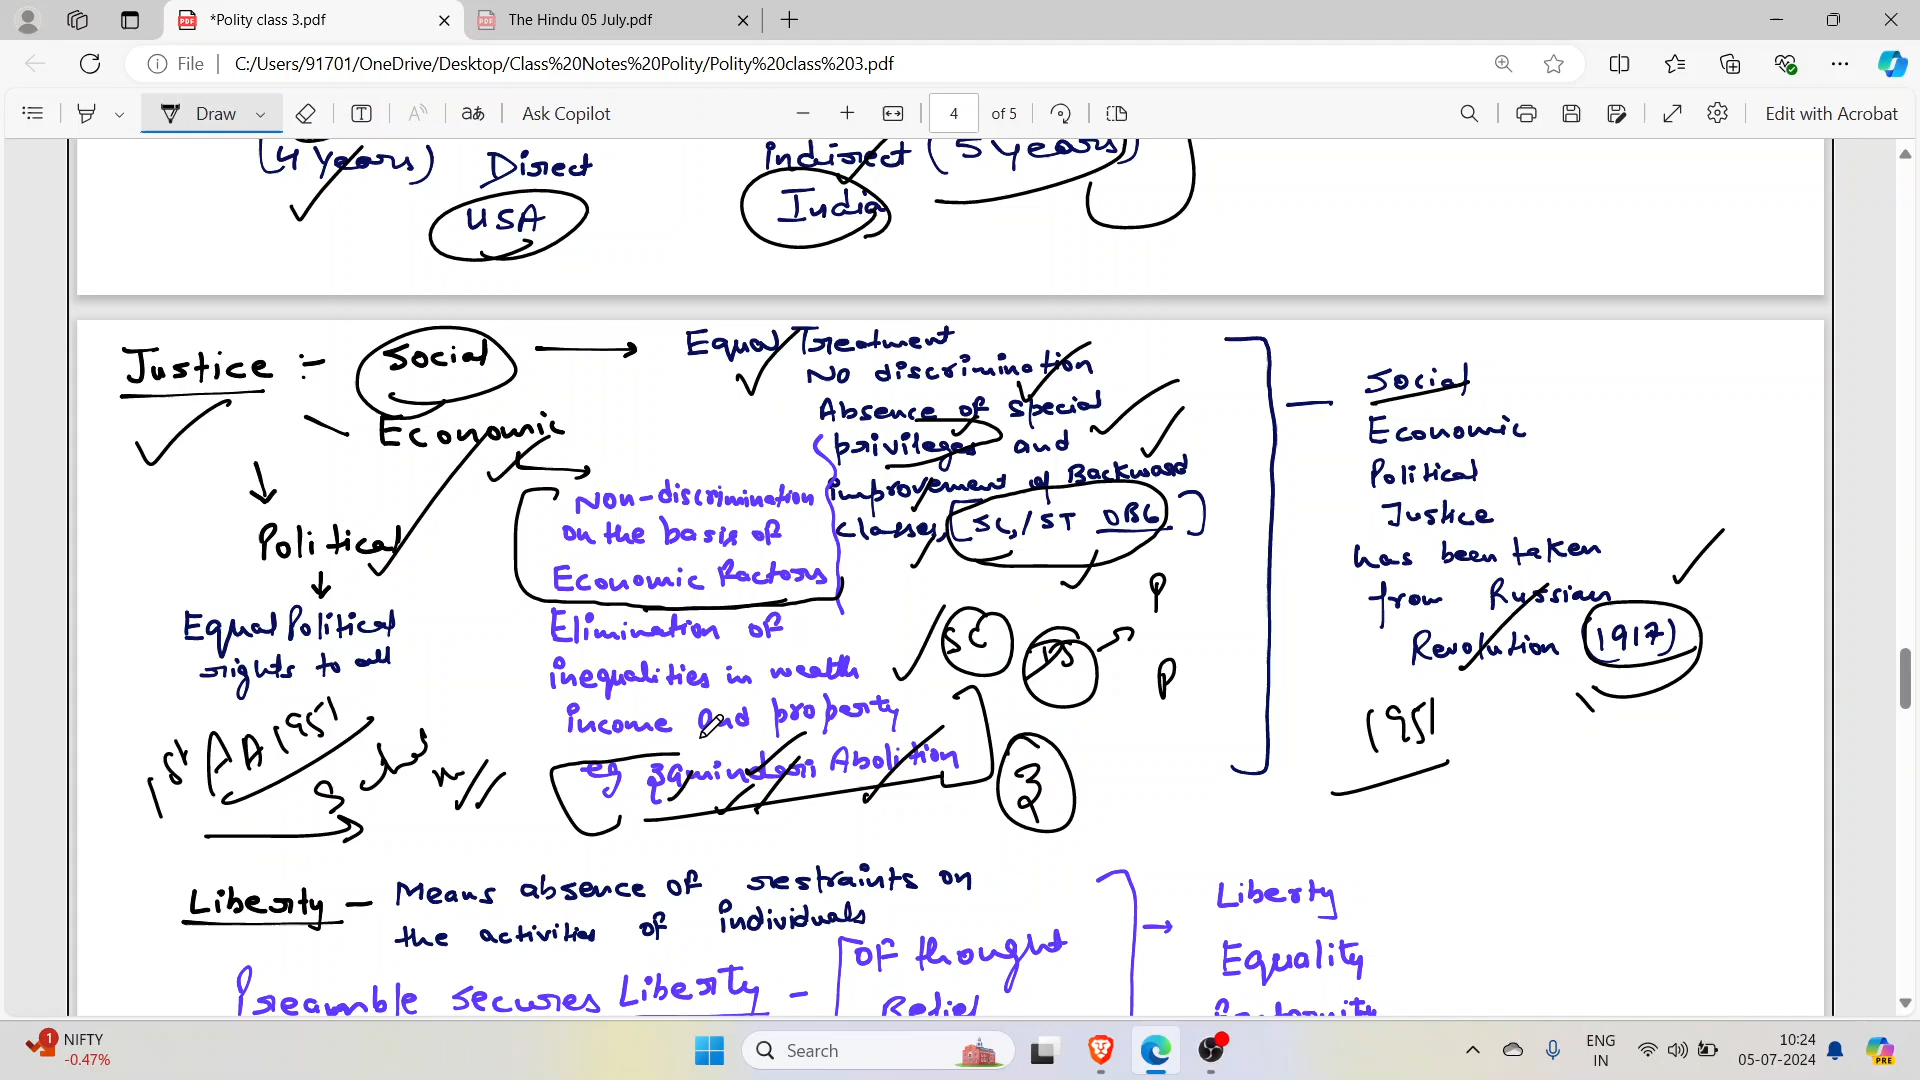 *Polity class 3.pdf
The Hindu 05 July.pdf
File
C:/Users/91701/OneDrive/Desktop/Class%20Notes%20Polity/Polity%20class%203.pdf
Draw
Ask Copilot
4
of 5
Edit with Acrobat
(4 years)
Direct
USA
indirect (5 years)
India
Justice :- Social
Equal Treatment
No discrimination
Absence of special
privileges and
improvement of Backward
classes, [SC,/ST OBC]
Economic
Non-discrimination
on the basis of
Economic Factors
Elimination of
inequalities in wealth
income and property
eg Zamindari Abolition
Political
Equal Political
rights to all
1st AA 1951
SC
P
P
3
Social
Economic
Political
Justice
has been taken
from Russian
Revolution (1917)
1951
Liberty - Means absence of restraints on
the activities of individuals
Preamble secures Liberty -
OF thought
Belief
Liberty
Equality
Fraternity
NIFTY
-0.47%
1
Search
ENG
IN
10:24
05-07-2024
PRE